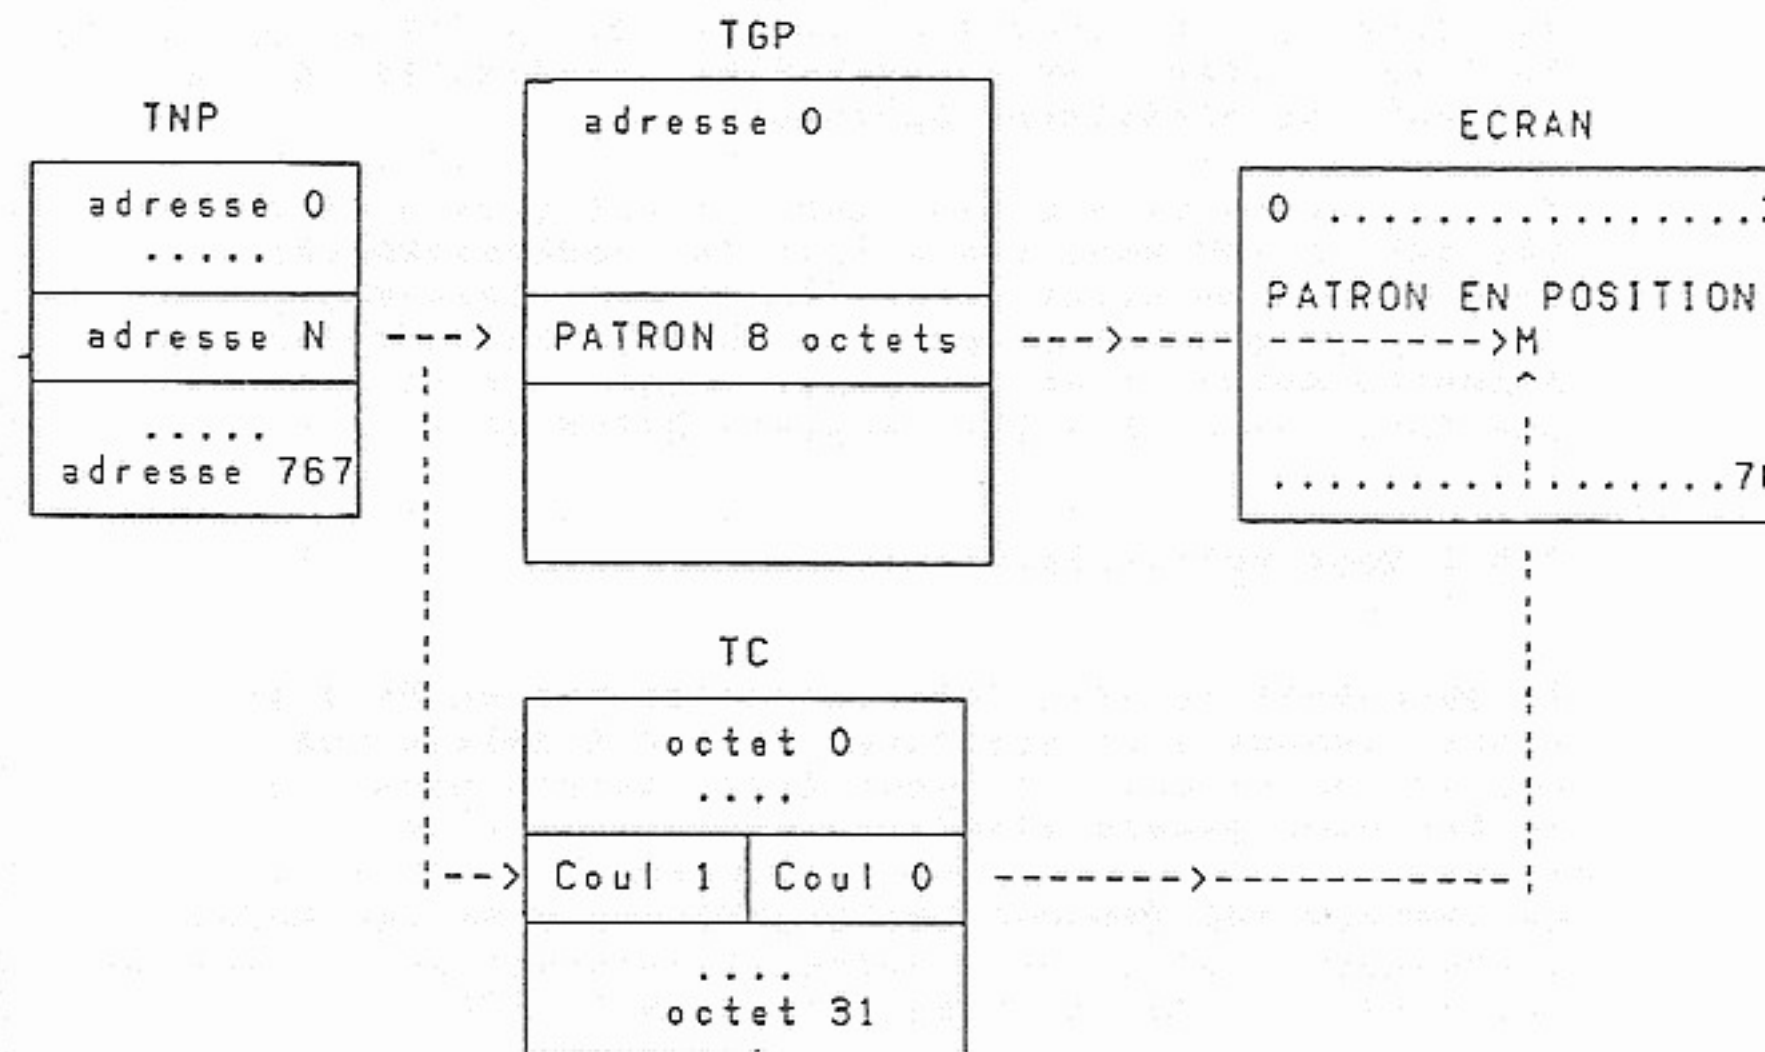 TGP
adresse 0
PATRON 8 octets
TNP
adresse 0
.....
adresse N
.....
adresse 767
ECRAN
0 ................
PATRON EN POSITION
M
TC
octet 0
....
Coul 1
Coul 0
....
octet 31